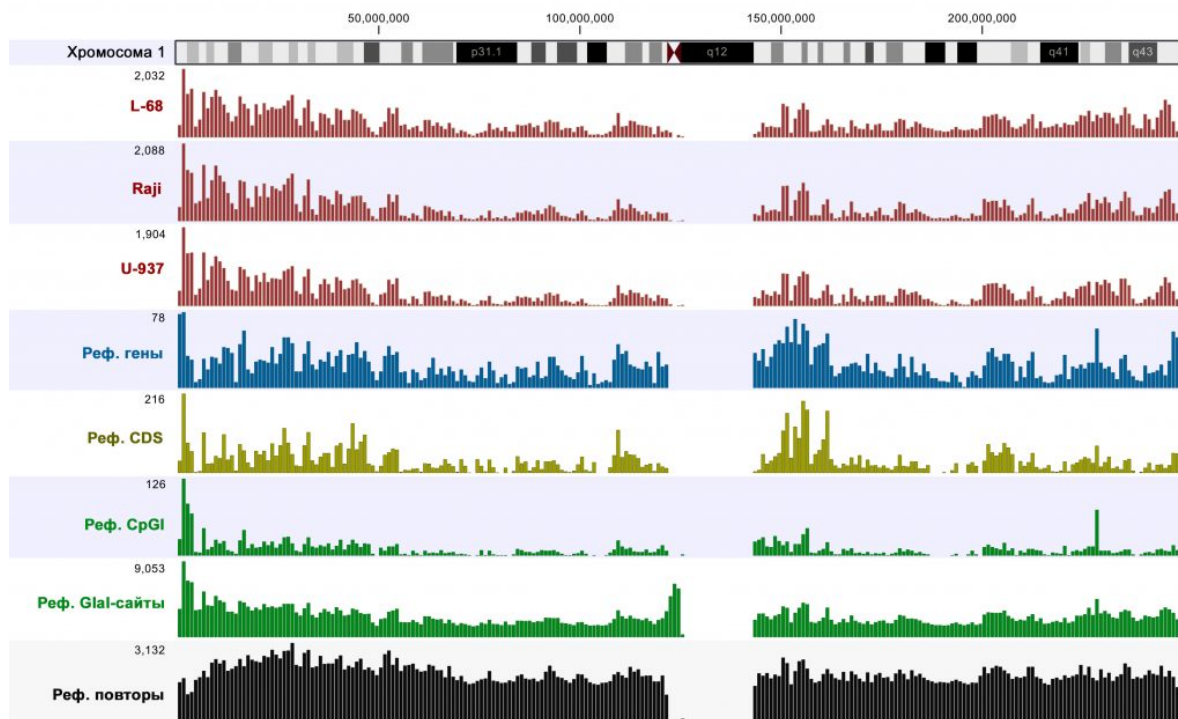 50,000,000 100,000,000 150,000,000 200,000,000
Хромосома 1 p31.1 q12 q41 q43
2,032
L-68
2,088
Raji
1,904
U-937
78
Реф. гены
216
Реф. CDS
126
Реф. CpGI
9,053
Реф. GlaI-сайты
3,132
Реф. повторы